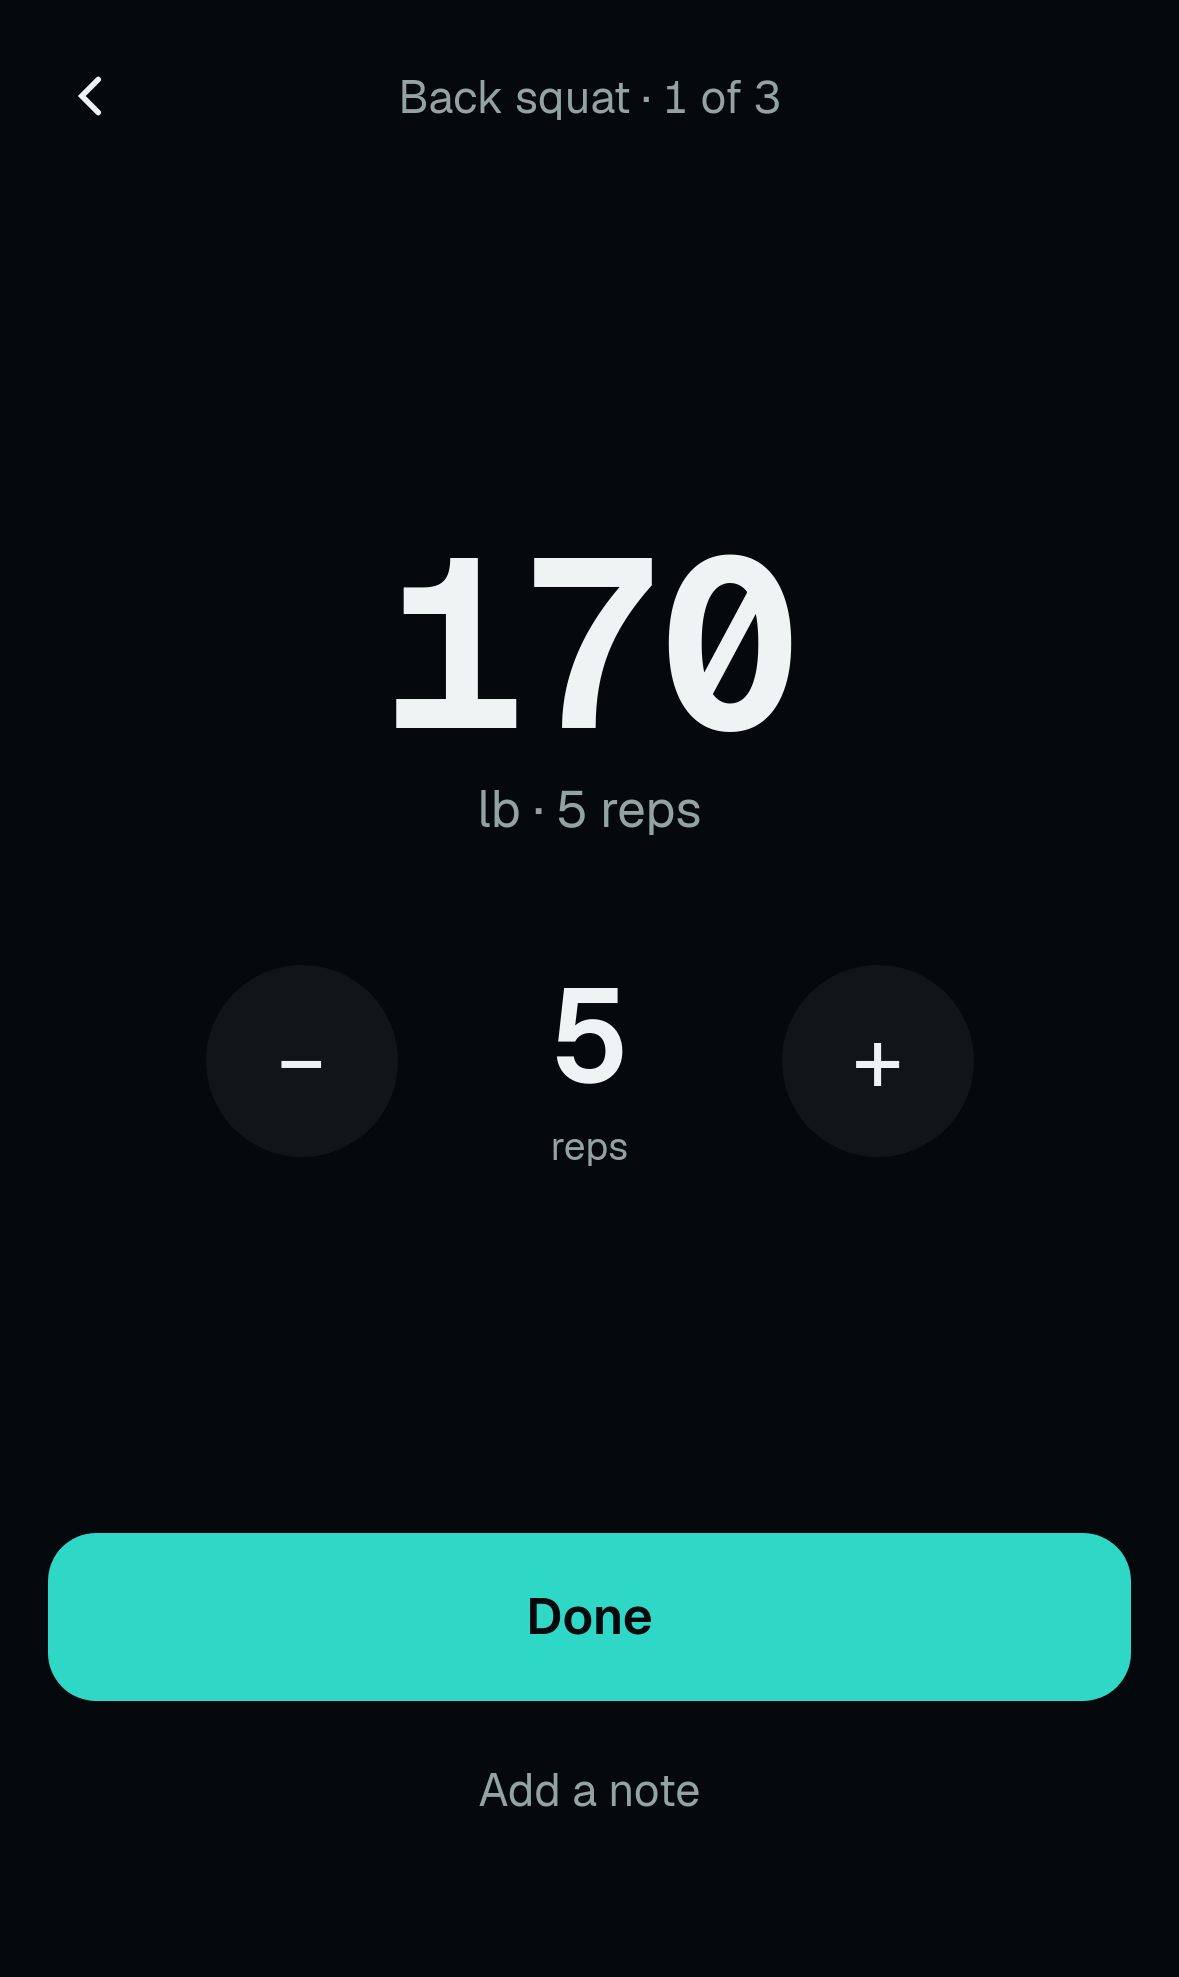 Back squat · 1 of 3
170
lb · 5 reps
− 5 +
reps
Done
Add a note